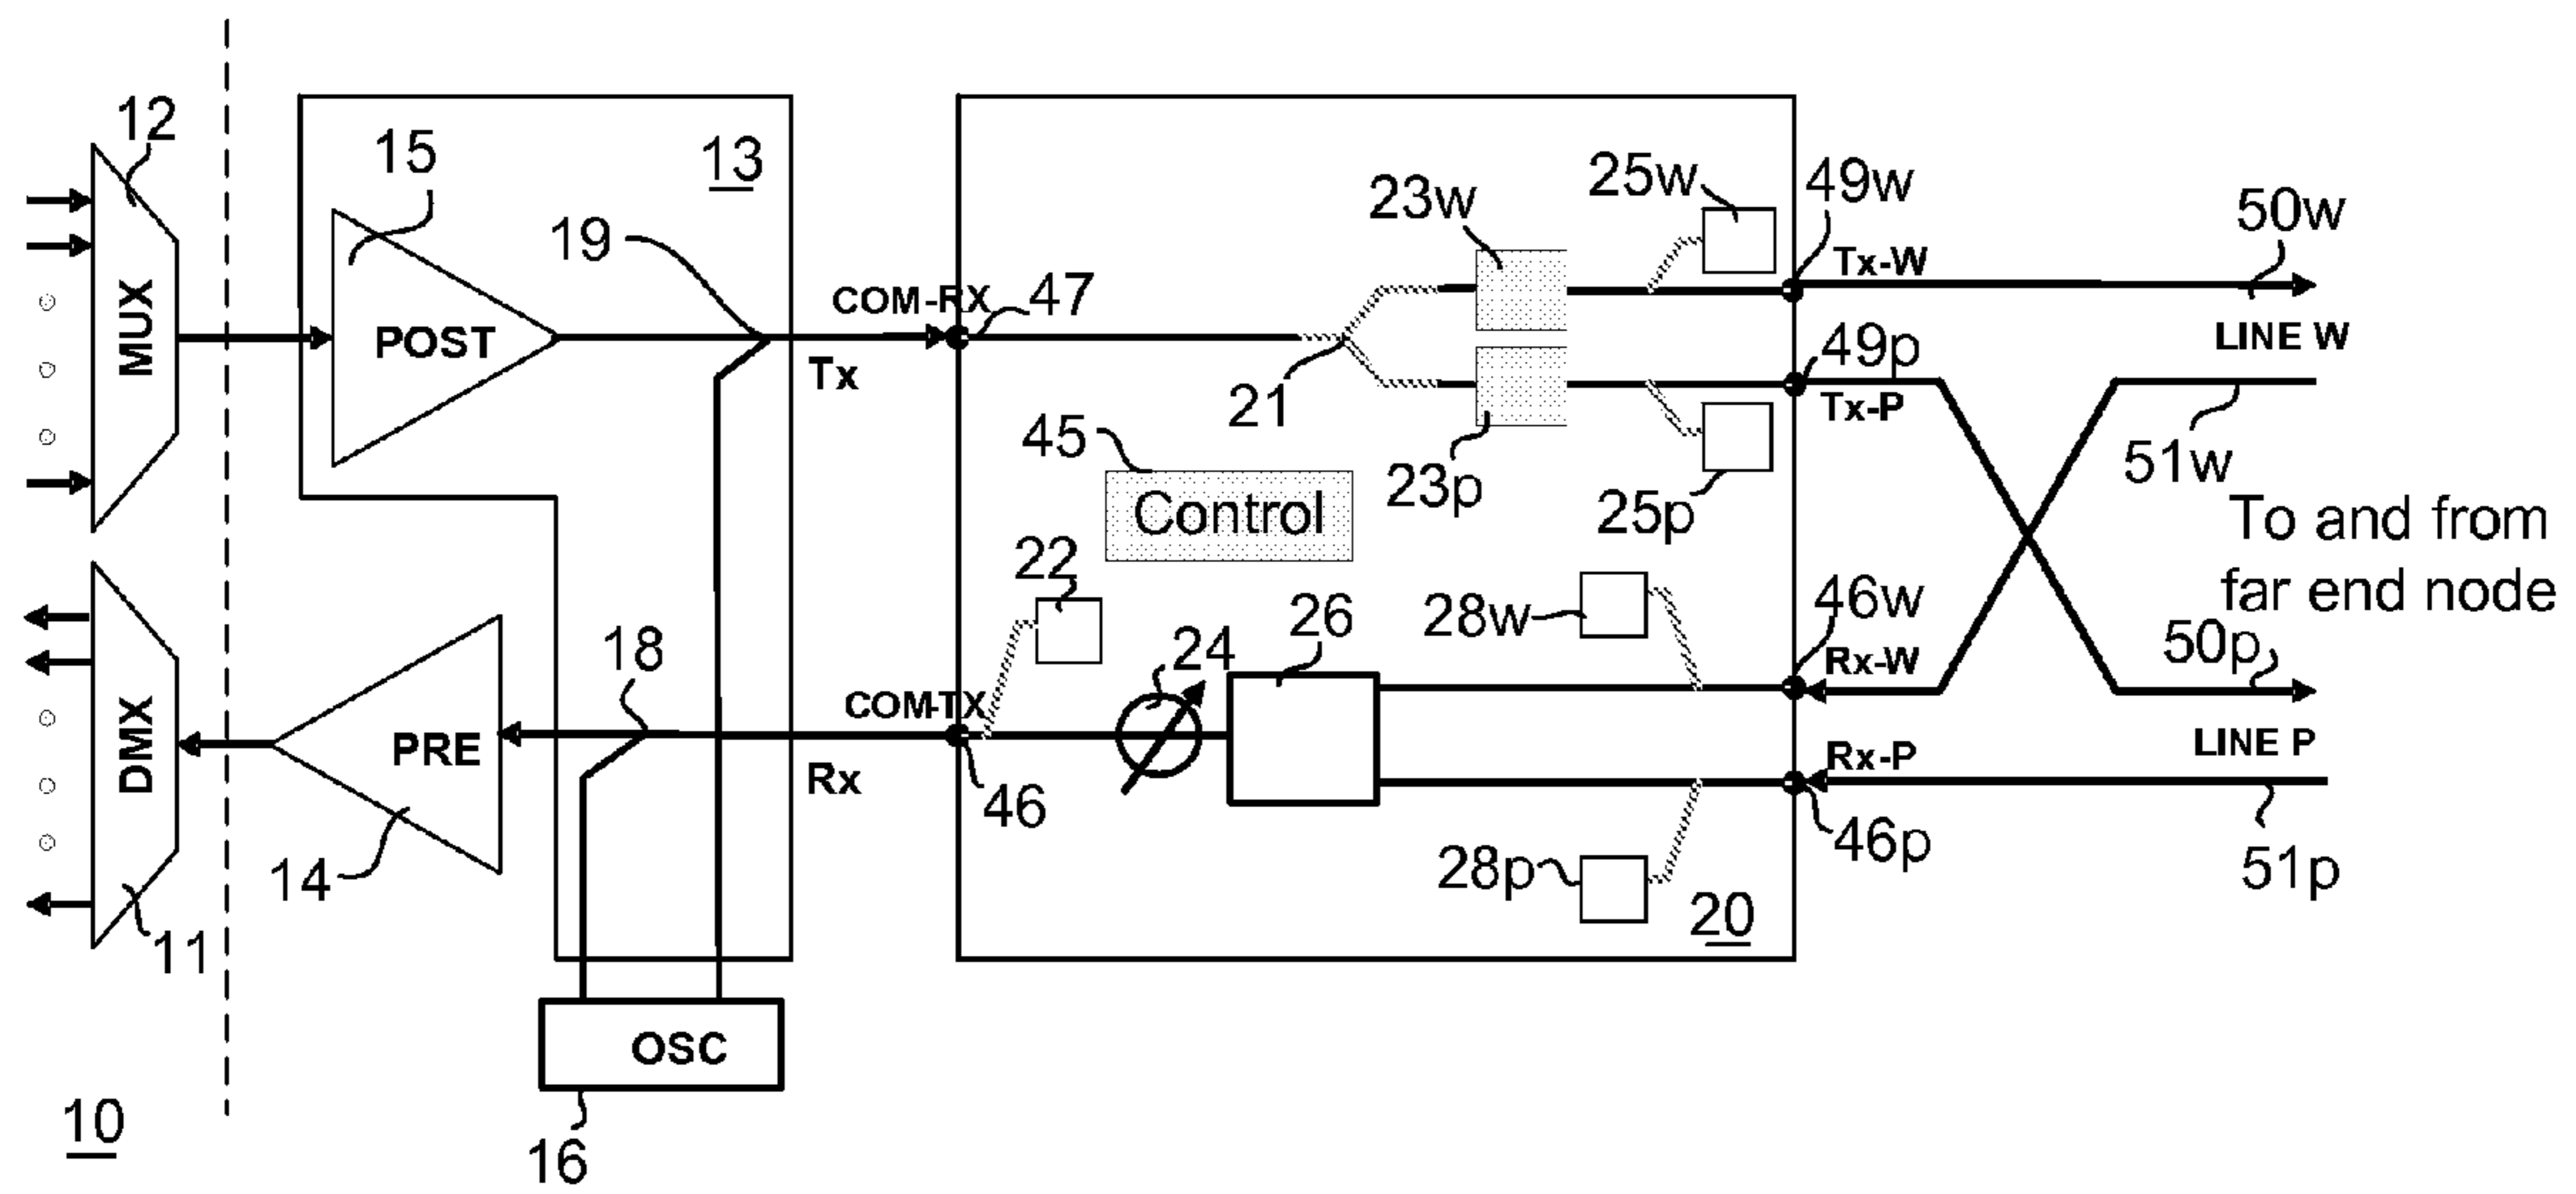 12
15
13
25w
49w
23w
50w
19
Tx-W
COM-RX
47
LINE W
MUX
POST
49p
Tx
21
Tx-P
45
51w
23p
25p
Control
To and from
22
far end node
28w
46w
26
18
24
50p
Rx-W
COM-TX
DMX
PRE
LINE P
Rx-P
Rx
46
46p
14
28p
51p
20
11
OSC
10
16